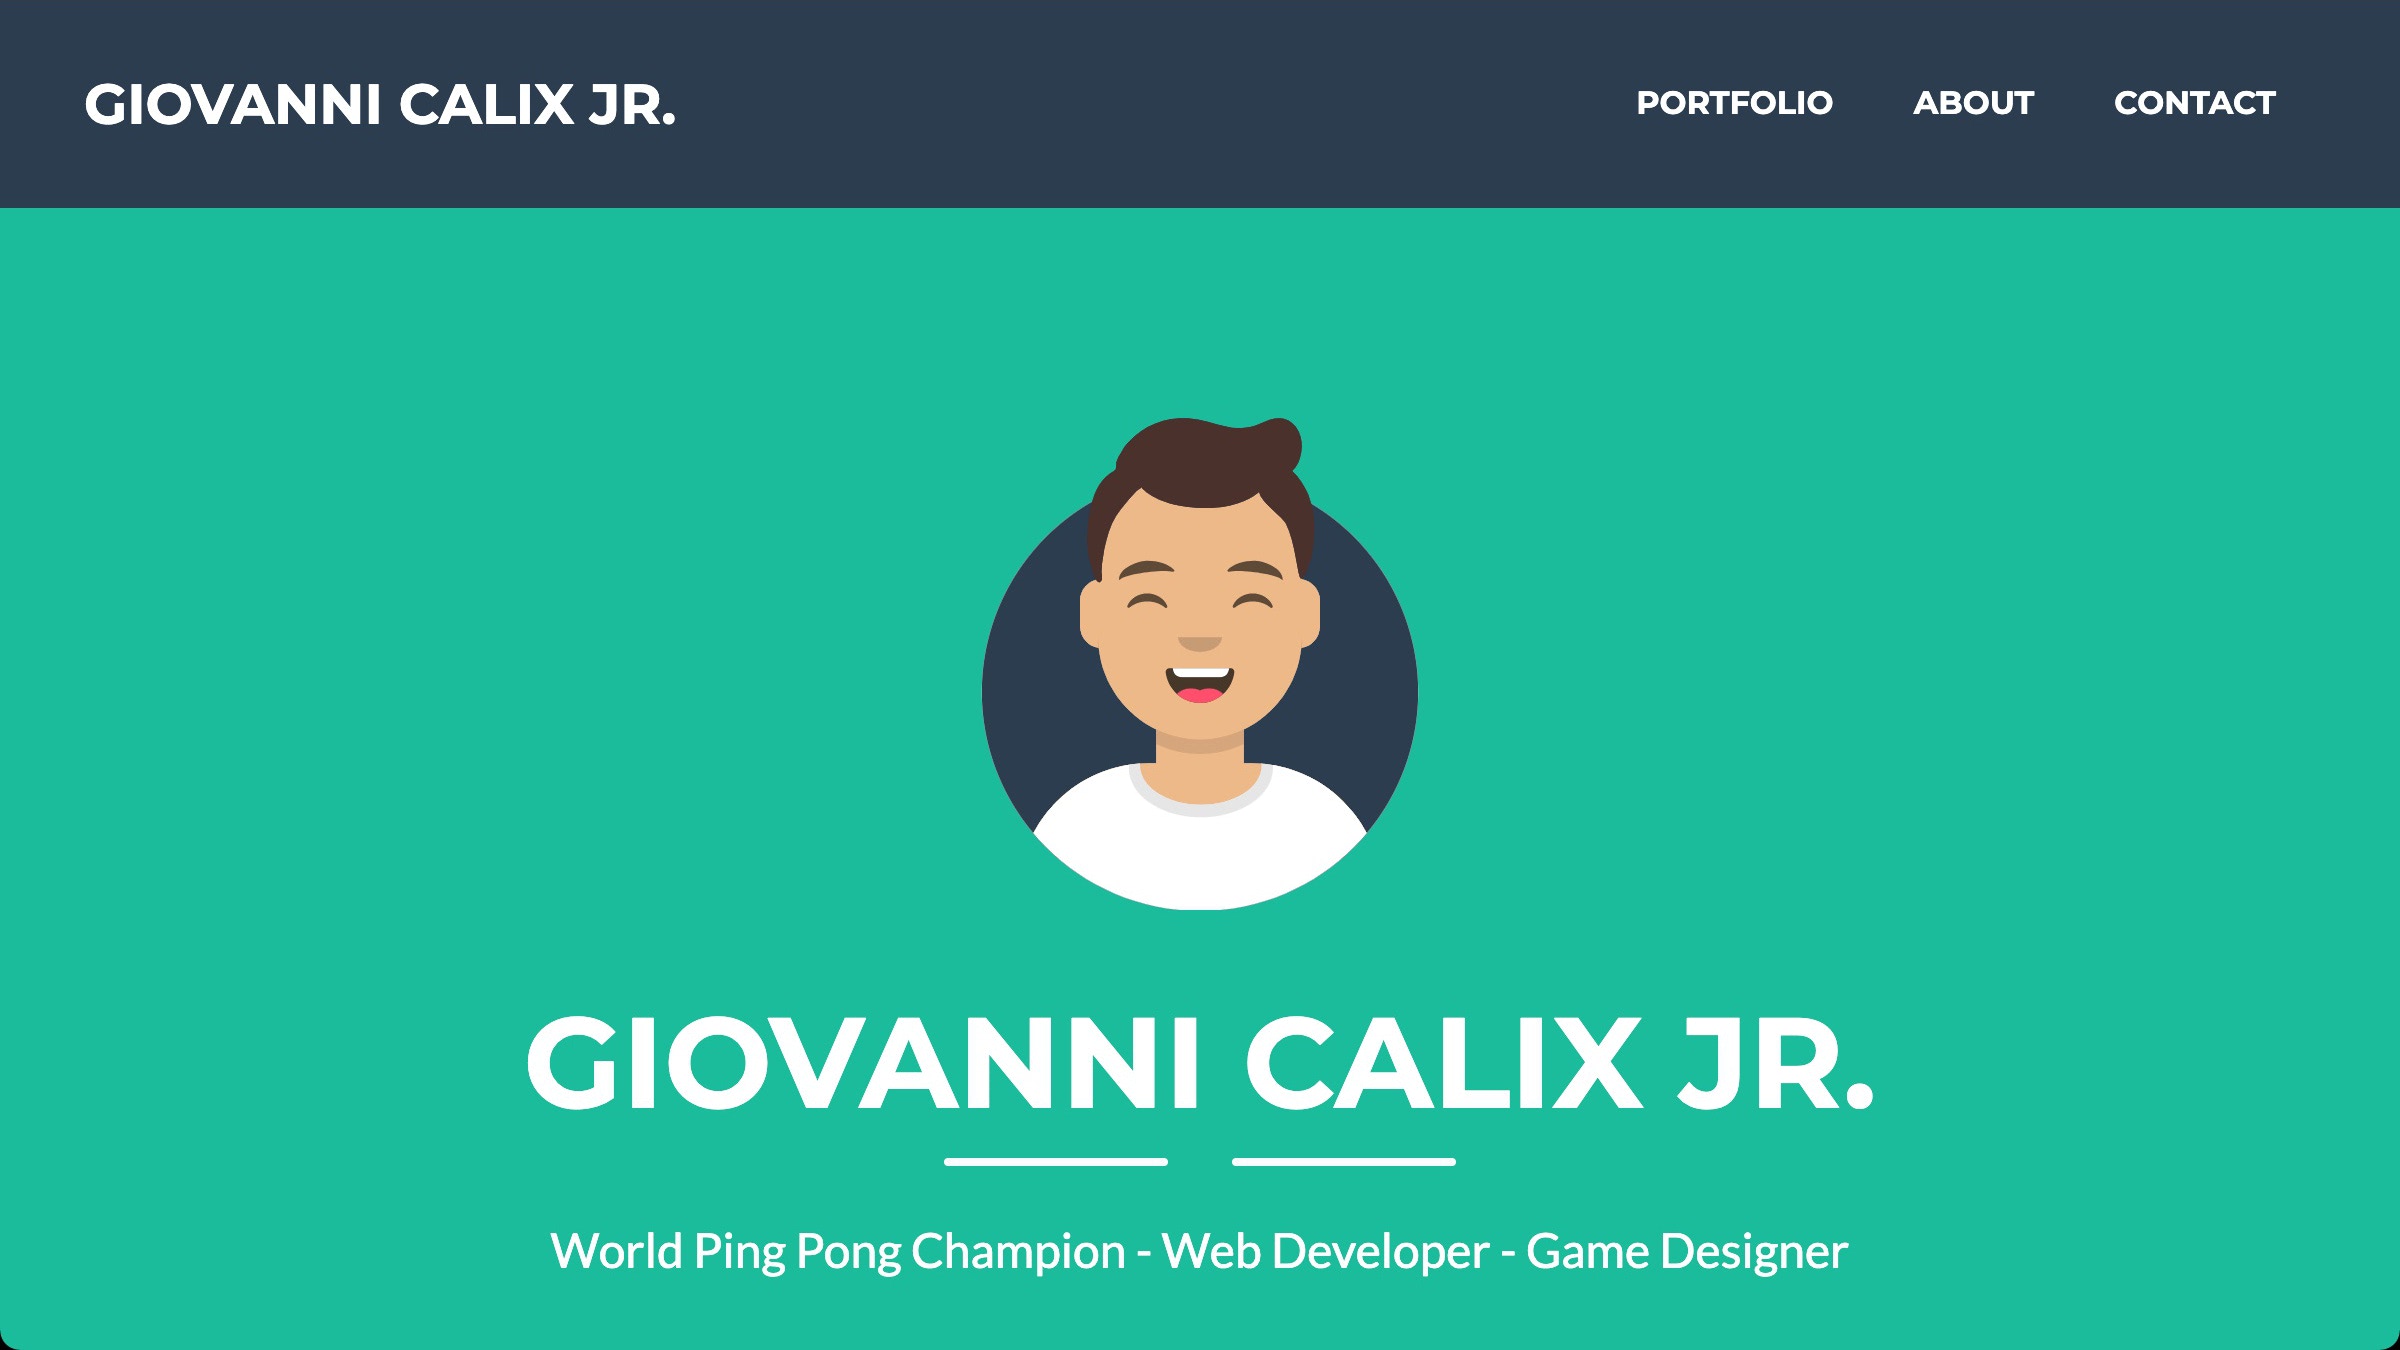 GIOVANNI CALIX JR.
PORTFOLIO ABOUT CONTACT
GIOVANNI CALIX JR.
World Ping Pong Champion - Web Developer - Game Designer